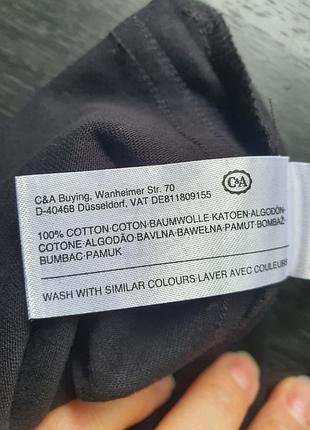 C&A Buying, Wanheimer Str. 70
D-40468 Düsseldorf, VAT DE811809155
C&A
100% COTTON·COTON·BAUMWOLLE·KATOEN·ALGODÓN·
COTONE·ALGODÃO·BAVLNA·BAWEŁNA·PAMUT·BOMBAŽ·
BUMBAC·PAMUK
WASH WITH SIMILAR COLOURS·LAVER AVEC COULEURS